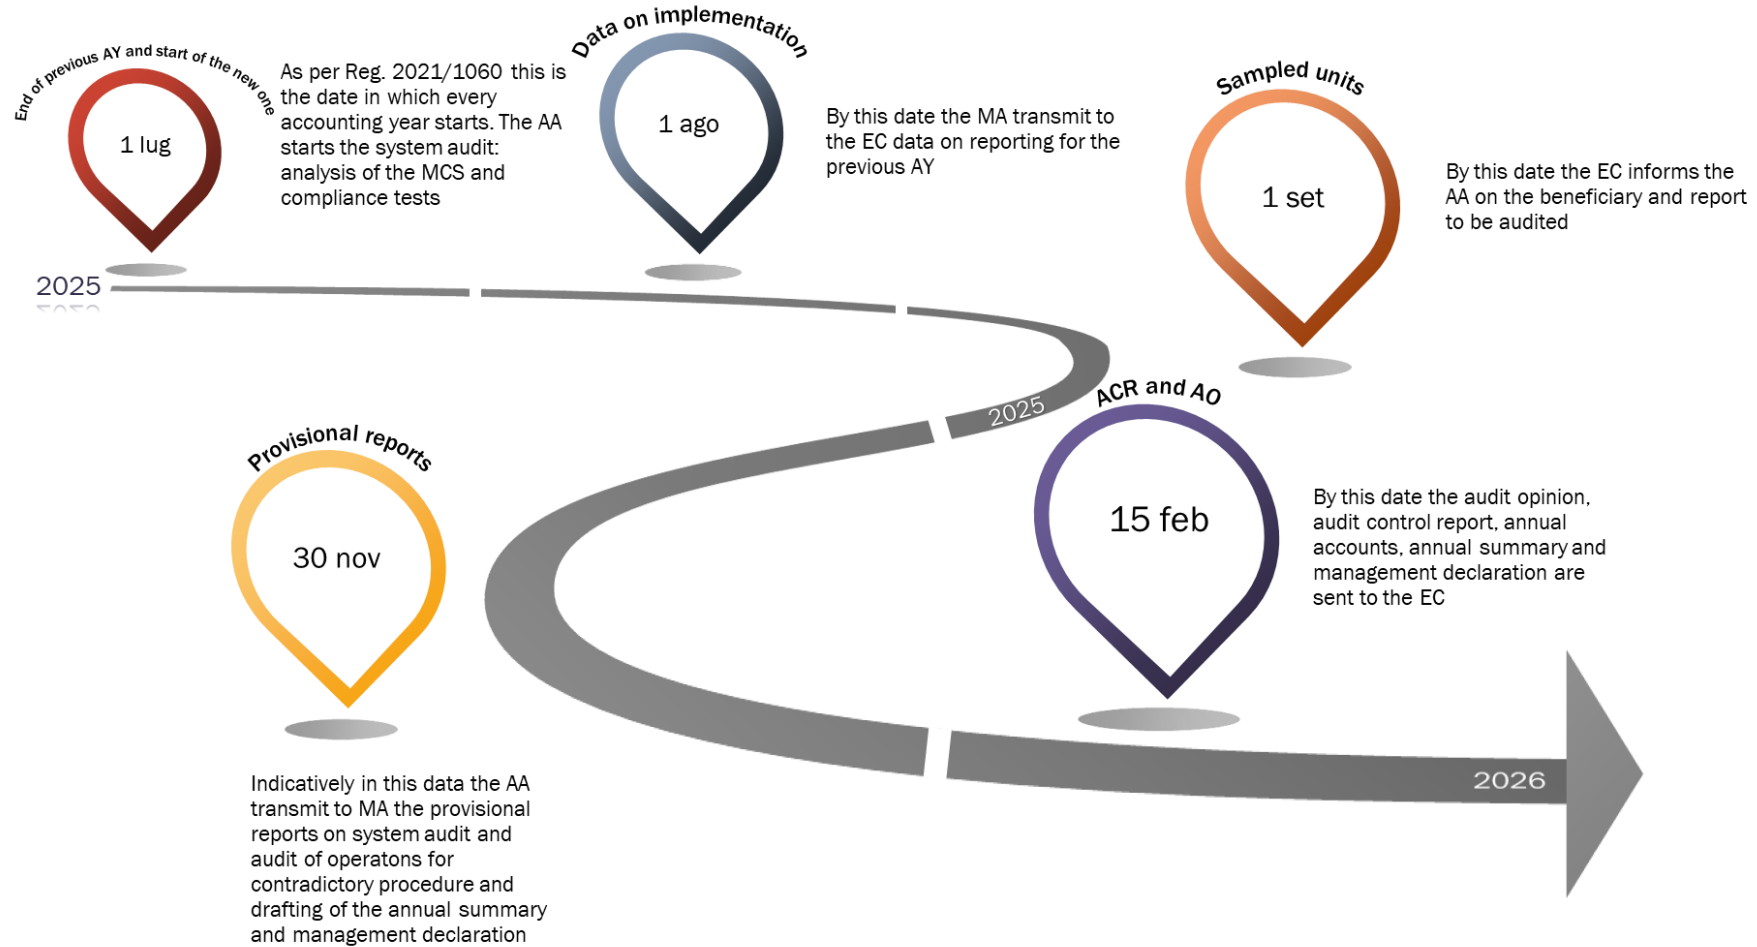 End of previous AY and start of the new one
1 lug
As per Reg. 2021/1060 this is
the date in which every
accounting year starts. The AA
starts the system audit:
analysis of the MCS and
compliance tests
Data on implementation
1 ago
By this date the MA transmit to
the EC data on reporting for the
previous AY
Sampled units
1 set
By this date the EC informs the
AA on the beneficiary and report
to be audited
2025
2025
Provisional reports
30 nov
Indicatively in this data the AA
transmit to MA the provisional
reports on system audit and
audit of operatons for
contradictory procedure and
drafting of the annual summary
and management declaration
ACR and AO
15 feb
By this date the audit opinion,
audit control report, annual
accounts, annual summary and
management declaration are
sent to the EC
2026